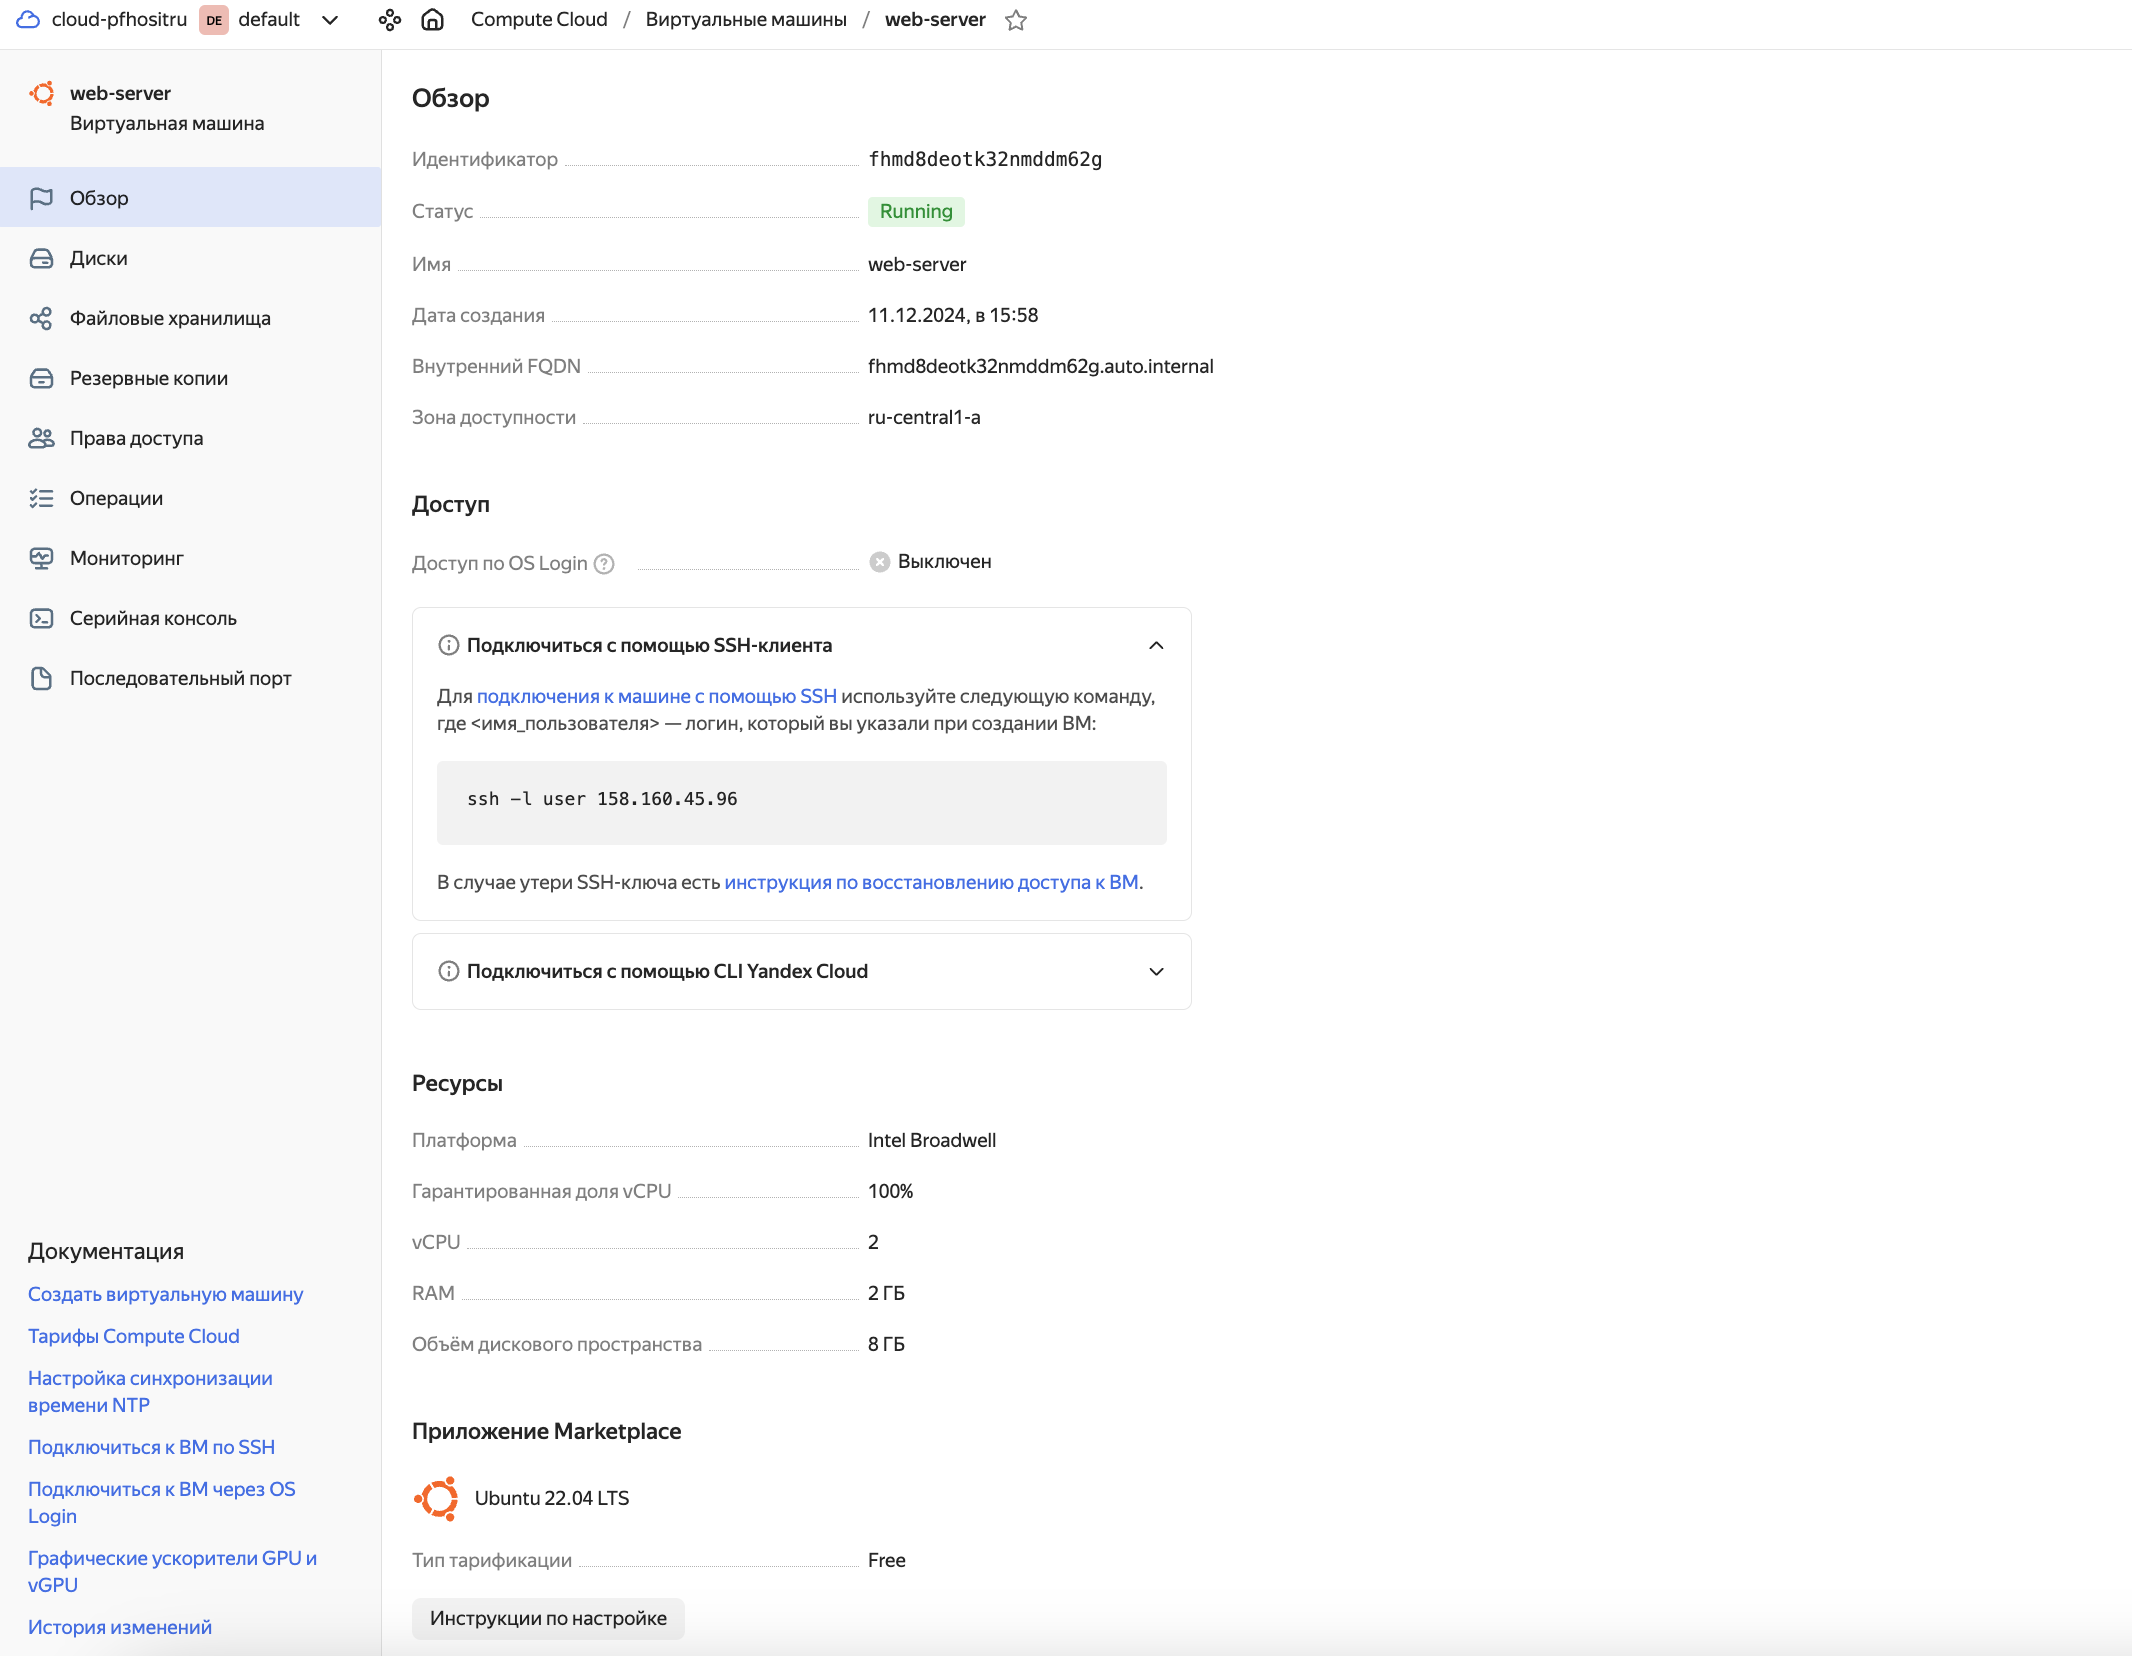 cloud-pfhositru DE default Compute Cloud / Виртуальные машины / web-server
web-server
Виртуальная машина
Обзор
Диски
Файловые хранилища
Резервные копии
Права доступа
Операции
Мониторинг
Серийная консоль
Последовательный порт
Документация
Создать виртуальную машину
Тарифы Compute Cloud
Настройка синхронизации
времени NTP
Подключиться к ВМ по SSH
Подключиться к ВМ через OS
Login
Графические ускорители GPU и
vGPU
История изменений
Обзор
Идентификатор fhmd8deotk32nmddm62g
Статус Running
Имя web-server
Дата создания 11.12.2024, в 15:58
Внутренний FQDN fhmd8deotk32nmddm62g.auto.internal
Зона доступности ru-central1-a
Доступ
Доступ по OS Login ? Выключен
Подключиться с помощью SSH-клиента
Для подключения к машине с помощью SSH используйте следующую команду,
где <имя_пользователя> — логин, который вы указали при создании ВМ:
ssh -l user 158.160.45.96
В случае утери SSH-ключа есть инструкция по восстановлению доступа к ВМ.
Подключиться с помощью CLI Yandex Cloud
Ресурсы
Платформа Intel Broadwell
Гарантированная доля vCPU 100%
vCPU 2
RAM 2 ГБ
Объём дискового пространства 8 ГБ
Приложение Marketplace
Ubuntu 22.04 LTS
Тип тарификации Free
Инструкции по настройке